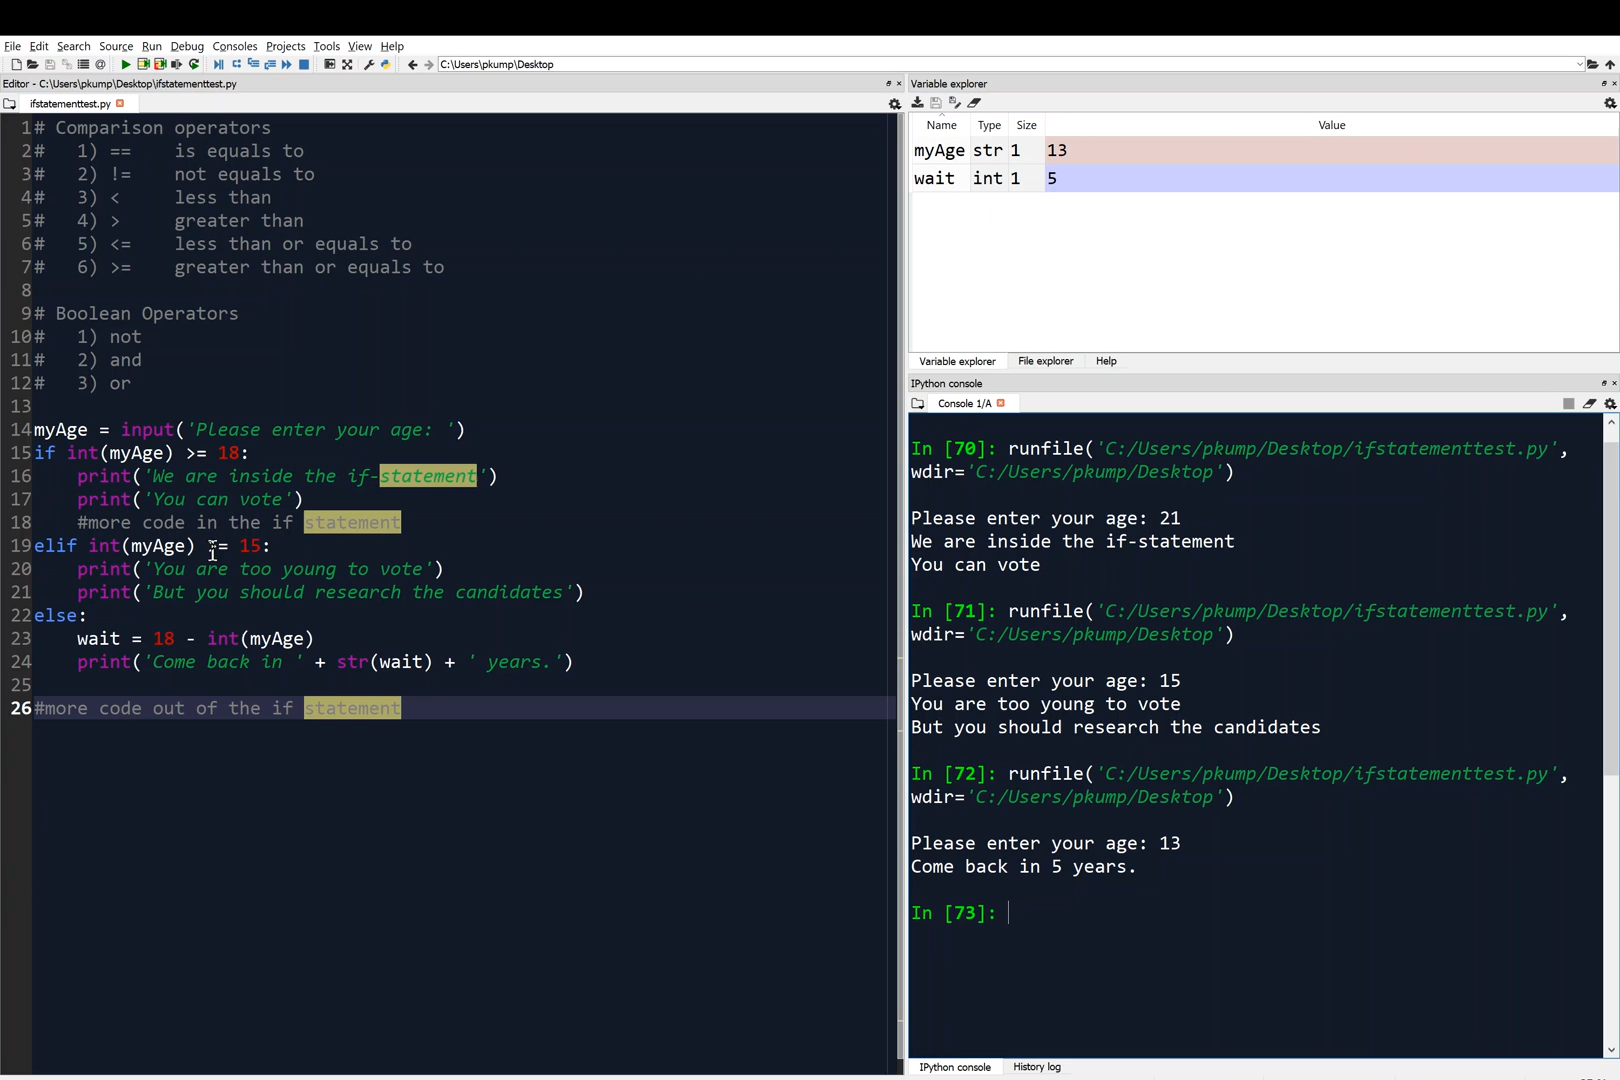 File Edit Search Source Run Debug Consoles Projects Tools View Help
C:\Users\pkump\Desktop
Editor - C:\Users\pkump\Desktop\ifstatementtest.py
ifstatementtest.py
1# Comparison operators
2#   1) ==    is equals to
3#   2) !=    not equals to
4#   3) <     less than
5#   4) >     greater than
6#   5) <=    less than or equals to
7#   6) >=    greater than or equals to
8
9# Boolean Operators
10#   1) not
11#   2) and
12#   3) or
13
14myAge = input('Please enter your age: ')
15if int(myAge) >= 18:
16    print('We are inside the if-statement')
17    print('You can vote')
18    #more code in the if statement
19elif int(myAge) >= 15:
20    print('You are too young to vote')
21    print('But you should research the candidates')
22else:
23    wait = 18 - int(myAge)
24    print('Come back in ' + str(wait) + ' years.')
25
26#more code out of the if statement
Variable explorer
Name Type Size Value
myAge str 1 13
wait int 1 5
Variable explorer File explorer Help
IPython console
Console 1/A
In [70]: runfile('C:/Users/pkump/Desktop/ifstatementtest.py',
wdir='C:/Users/pkump/Desktop')
Please enter your age: 21
We are inside the if-statement
You can vote
In [71]: runfile('C:/Users/pkump/Desktop/ifstatementtest.py',
wdir='C:/Users/pkump/Desktop')
Please enter your age: 15
You are too young to vote
But you should research the candidates
In [72]: runfile('C:/Users/pkump/Desktop/ifstatementtest.py',
wdir='C:/Users/pkump/Desktop')
Please enter your age: 13
Come back in 5 years.
In [73]:
IPython console History log